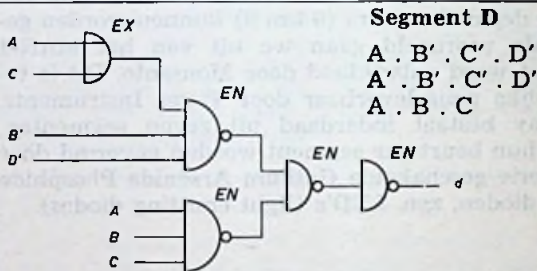 Segment D
A . B' . C' . D'
A' . B' . C' . D'
A . B . C
EX
C
EN
B'
D'
EN
EN
EN
A
B
C
d